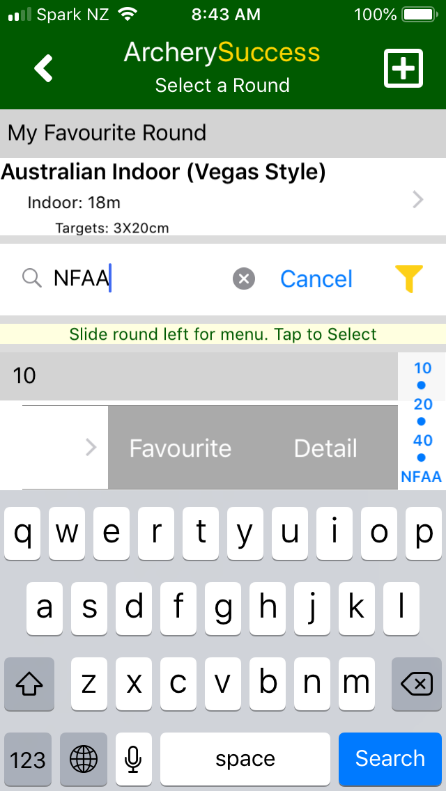 Spark NZ 8:43 AM 100%
ArcherySuccess
Select a Round
My Favourite Round
Australian Indoor (Vegas Style)
Indoor: 18m
Targets: 3X20cm
NFAA Cancel
Slide round left for menu. Tap to Select
10
10
20
40
NFAA
Favourite Detail
q w e r t y u i o p
a s d f g h j k l
z x c v b n m
123 space Search